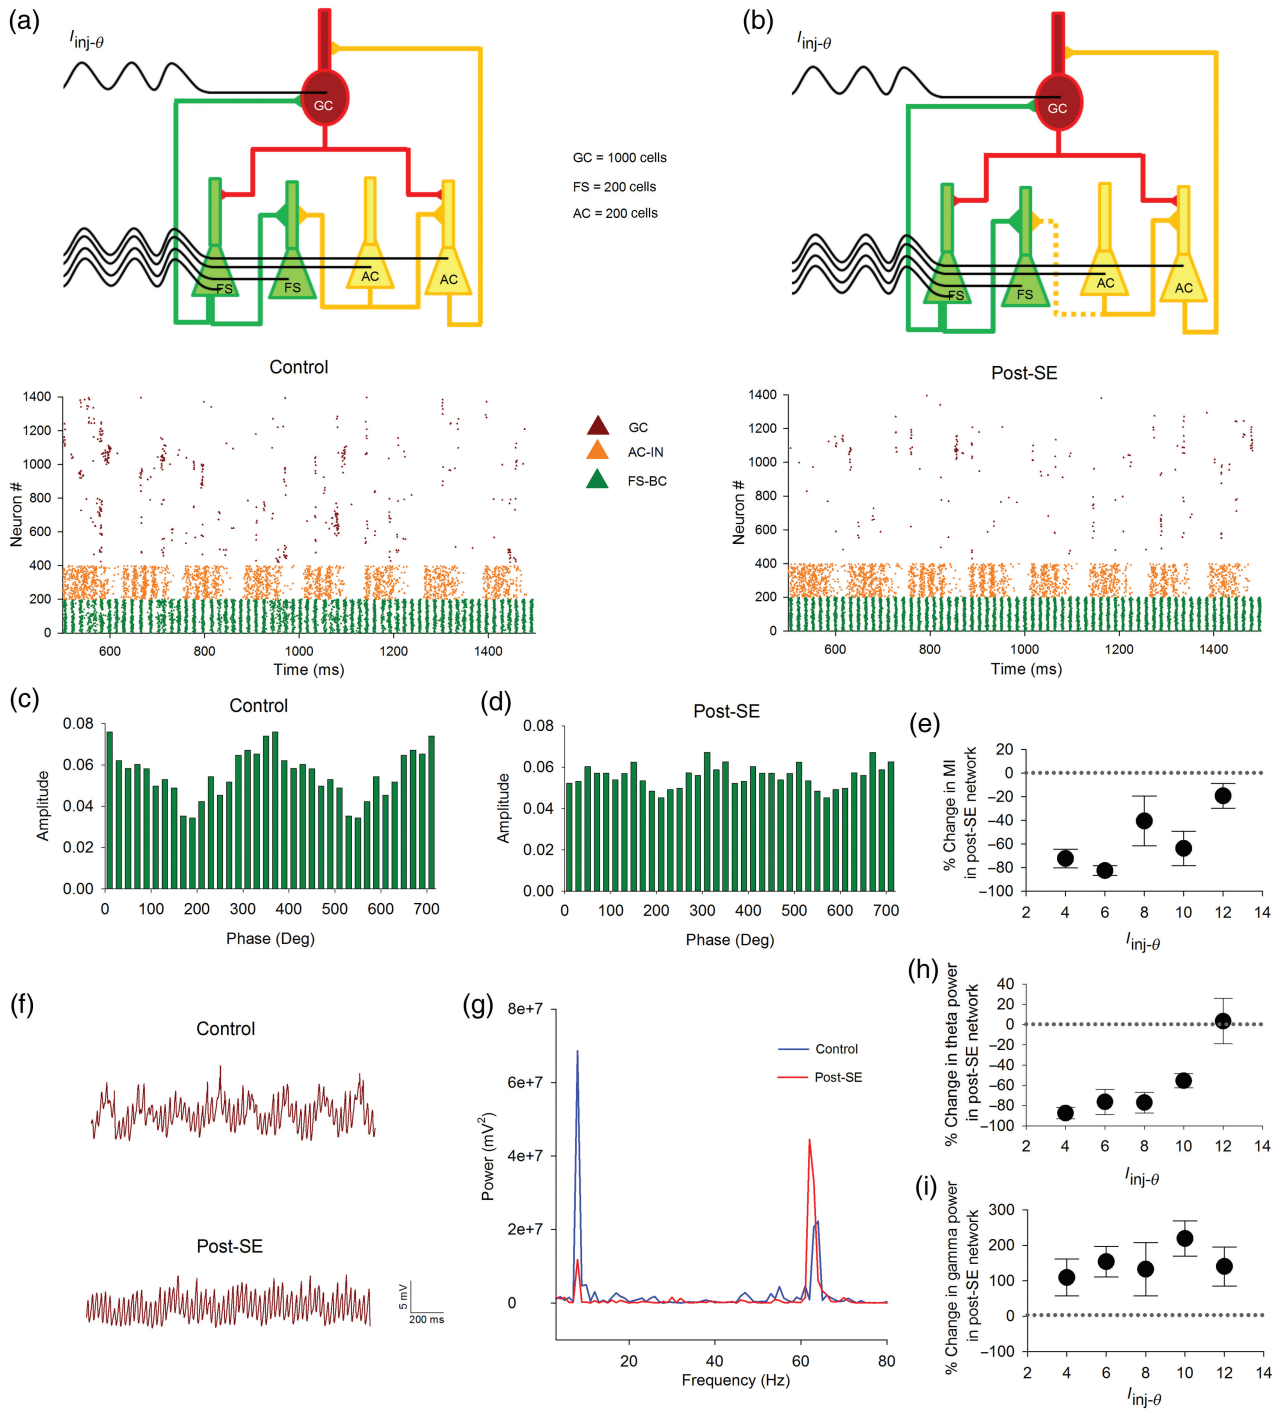 (a)
I inj-θ
GC
FS
FS
AC
AC
GC = 1000 cells
FS = 200 cells
AC = 200 cells
(b)
I inj-θ
GC
FS
FS
AC
AC
Control
Neuron #
1400
1200
1000
800
600
400
200
0
600
800
1000
1200
1400
Time (ms)
GC
AC-IN
FS-BC
Post-SE
Neuron #
1400
1200
1000
800
600
400
200
0
600
800
1000
1200
1400
Time (ms)
(c)
Control
Amplitude
0.08
0.06
0.04
0.02
0.00
0 100 200 300 400 500 600 700
Phase (Deg)
(d)
Post-SE
Amplitude
0.08
0.06
0.04
0.02
0.00
0 100 200 300 400 500 600 700
Phase (Deg)
(e)
% Change in MI
in post-SE network
20
0
−20
−40
−60
−80
−100
2 4 6 8 10 12 14
I inj-θ
(f)
Control
Post-SE
5 mV
200 ms
(g)
Power (mV²)
8e+7
6e+7
4e+7
2e+7
0
20 40 60 80
Frequency (Hz)
Control
Post-SE
(h)
% Change in theta power
in post-SE network
40
20
0
−20
−40
−60
−80
−100
2 4 6 8 10 12 14
I inj-θ
(i)
% Change in gamma power
in post-SE network
300
200
100
0
−100
2 4 6 8 10 12 14
I inj-θ